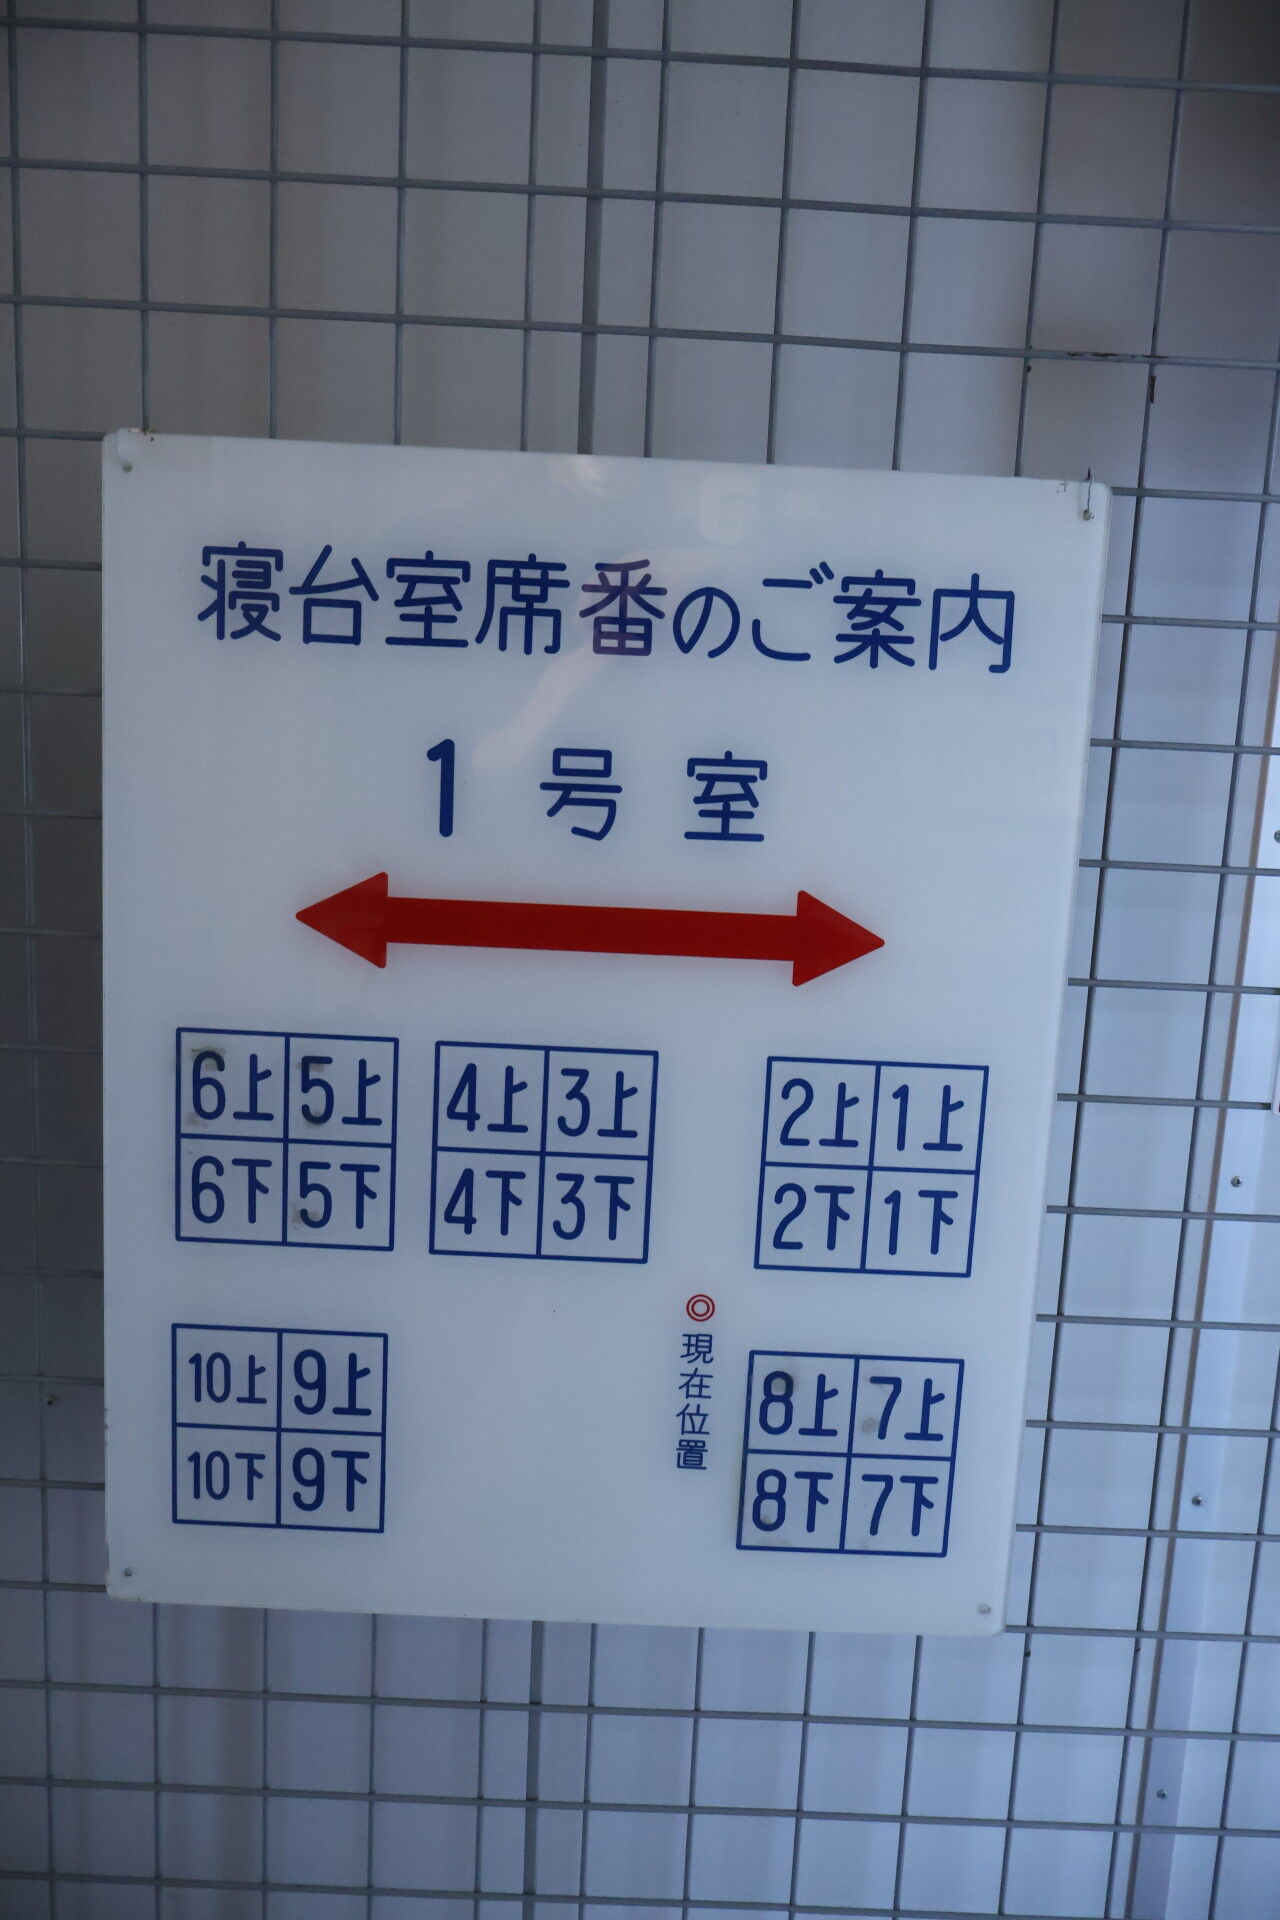 寝台室席番のご案内
1号室
6上 5上 4上 3上 2上 1上
6下 5下 4下 3下 2下 1下
◎現在位置
10上 9上 8上 7上
10下 9下 8下 7下